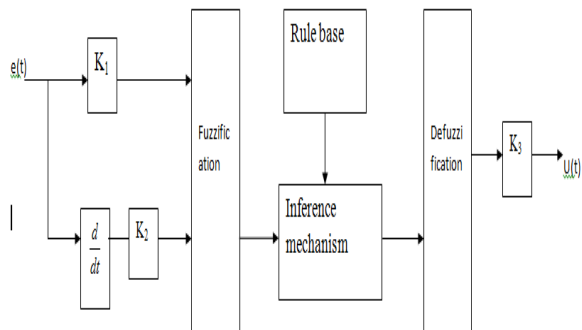 e(t)
K₁
Fuzzific
ation
Rule base
Defuzzi
fication
K₃
U(t)
d
dt
K₂
Inference
mechanism